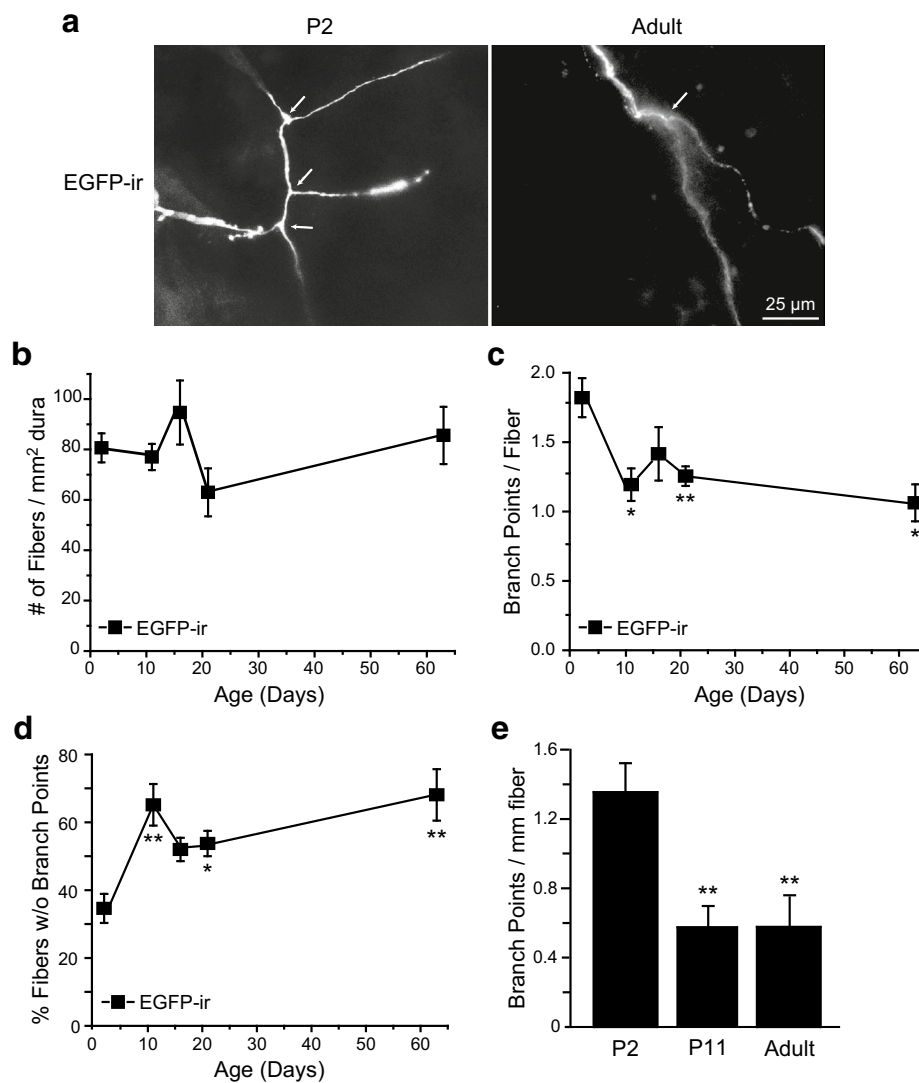 a
P2
Adult
EGFP-ir
25 µm
b
# of Fibers / mm² dura
100
80
60
40
20
0
0 10 20 30 40 50 60
EGFP-ir
Age (Days)
c
Branch Points / Fiber
2.0
1.5
1.0
0.5
0.0
0 10 20 30 40 50 60
*
**
*
EGFP-ir
Age (Days)
d
% Fibers w/o Branch Points
80
60
40
20
0
0 10 20 30 40 50 60
**
*
**
EGFP-ir
Age (Days)
e
Branch Points / mm fiber
1.6
1.2
0.8
0.4
0
**
**
P2 P11 Adult